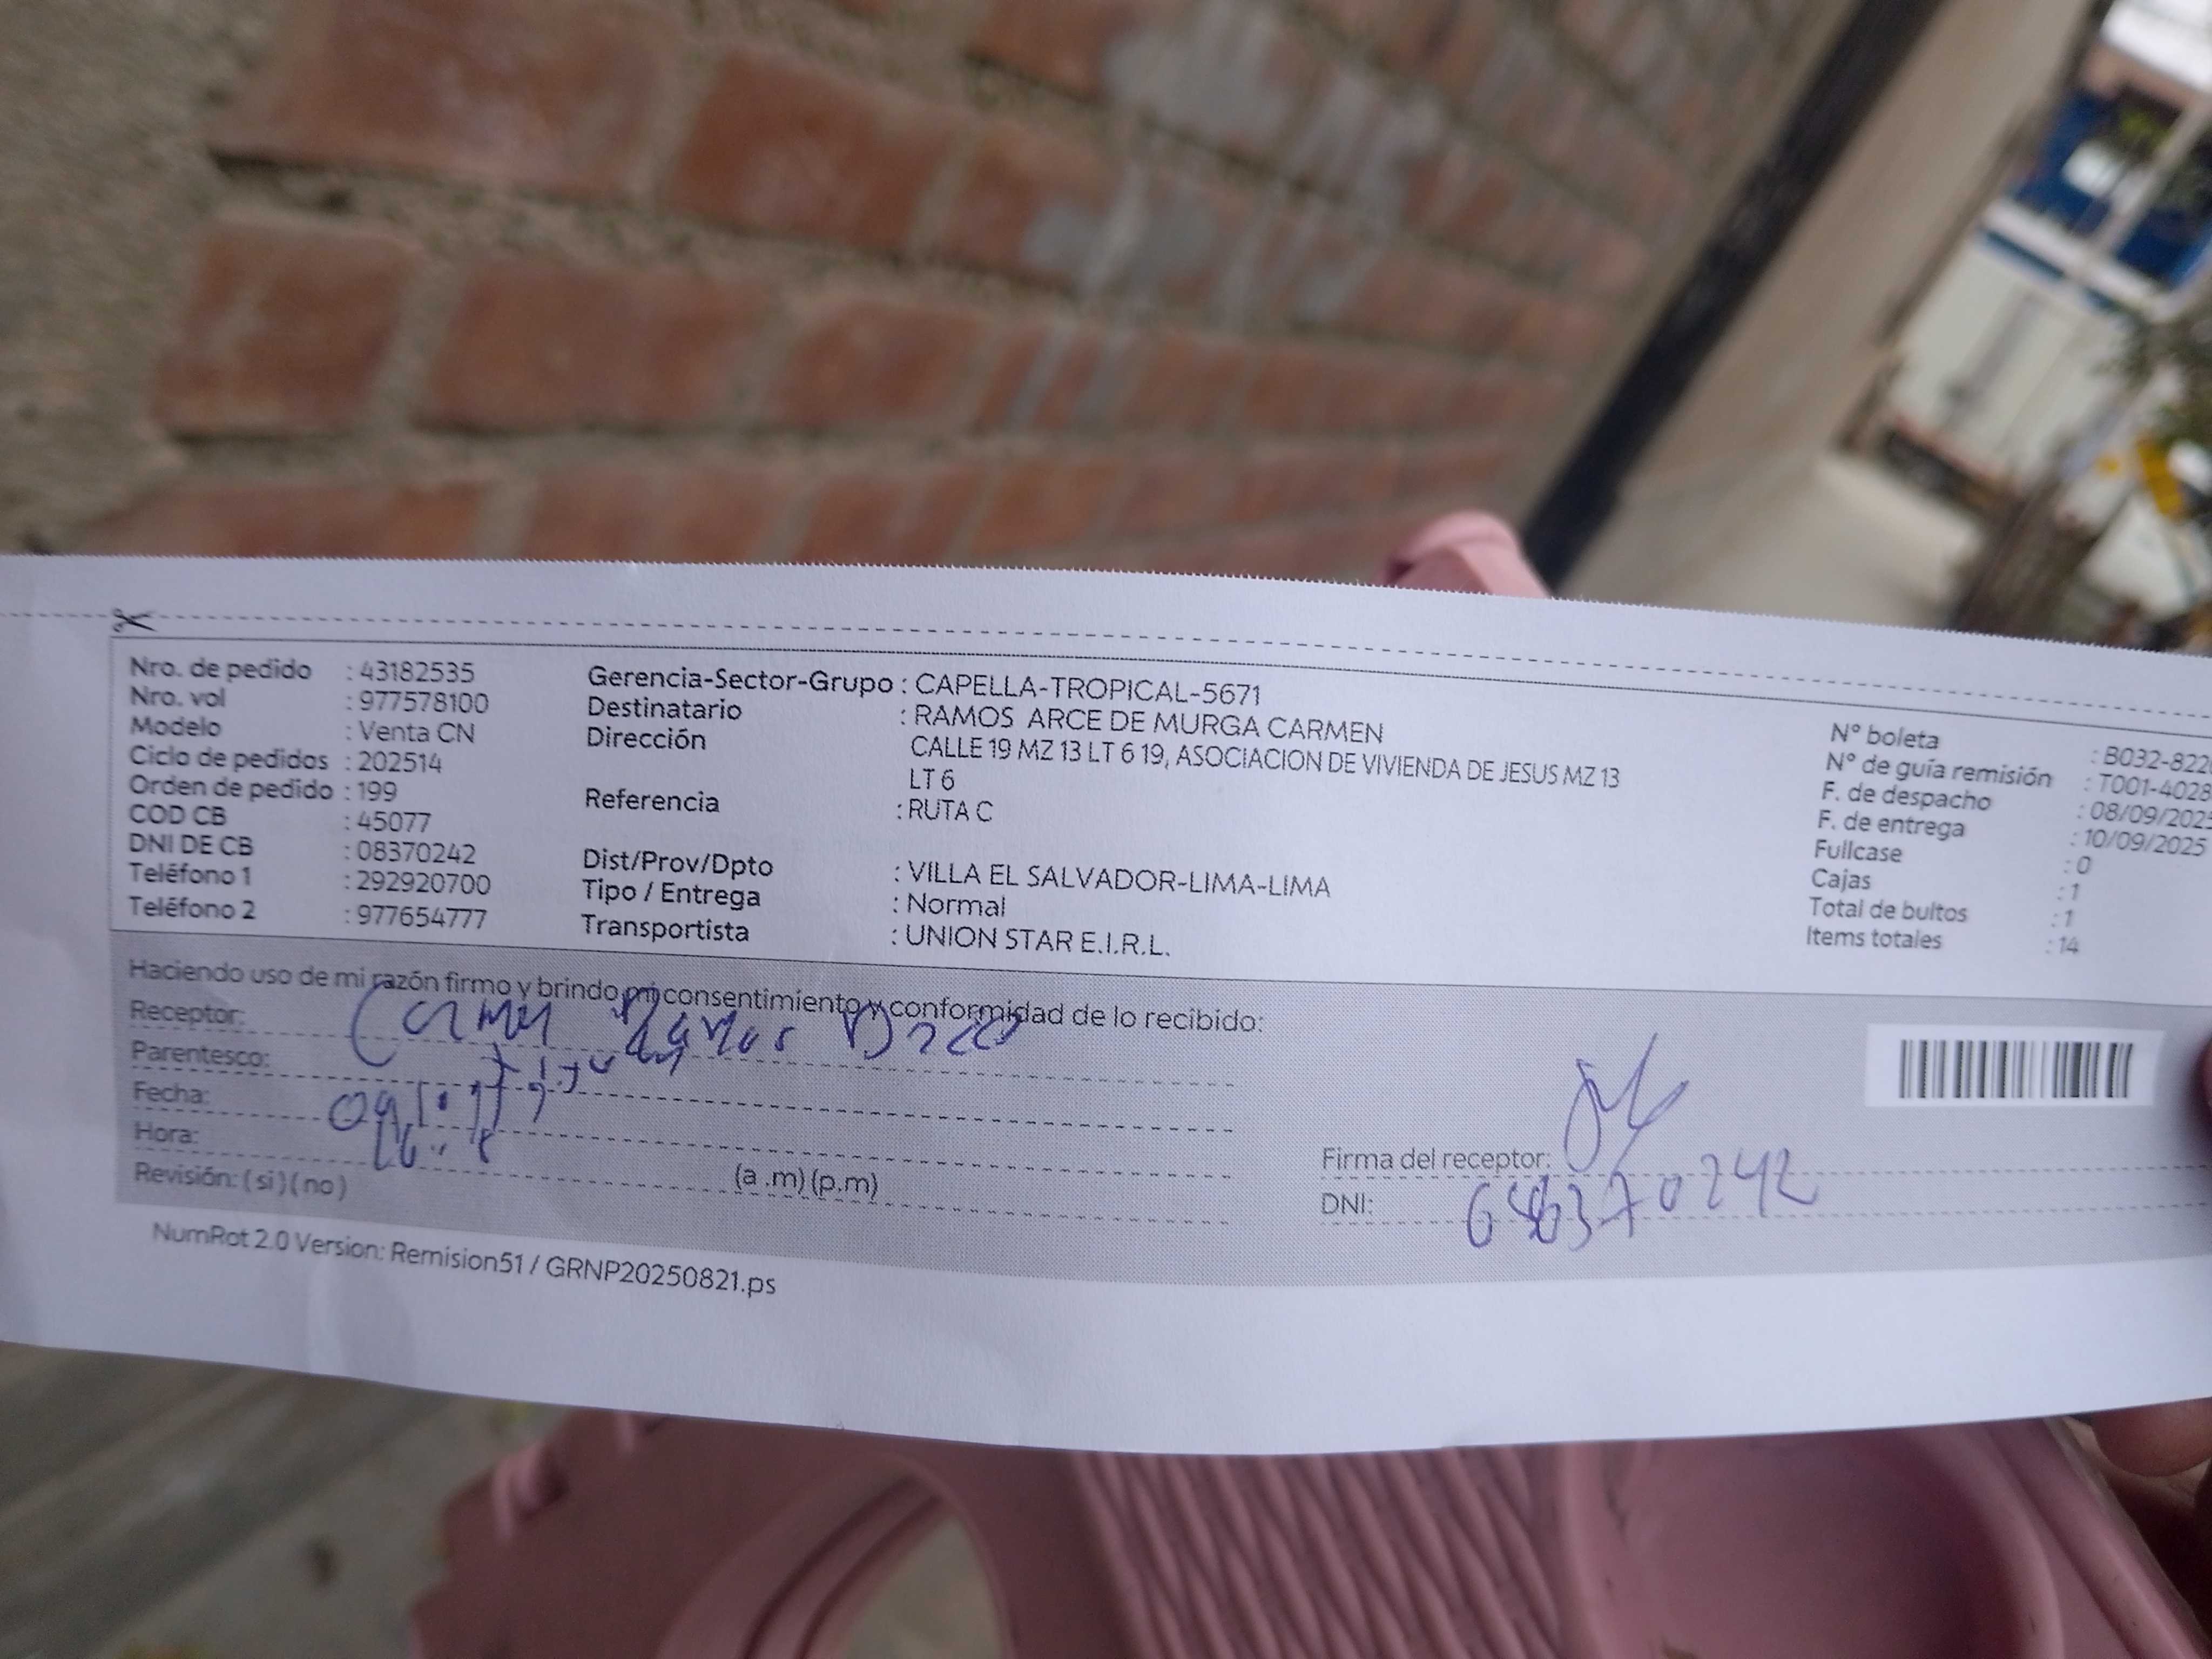 Nro. de pedido : 43182535
Nro. vol : 977578100
Modelo : Venta CN
Ciclo de pedidos : 202514
Orden de pedido : 199
COD CB : 45077
DNI DE CB : 08370242
Teléfono 1 : 292920700
Teléfono 2 : 977654777
Gerencia-Sector-Grupo : CAPELLA-TROPICAL-5671
Destinatario : RAMOS ARCE DE MURGA CARMEN
Dirección CALLE 19 MZ 13 LT 6 19, ASOCIACION DE VIVIENDA DE JESUS MZ 13
LT 6
Referencia : RUTA C
Dist/Prov/Dpto : VILLA EL SALVADOR-LIMA-LIMA
Tipo / Entrega : Normal
Transportista : UNION STAR E.I.R.L.
N° boleta : B032-822
N° de guía remisión : T001-4028
F. de despacho : 08/09/2025
F. de entrega : 10/09/2025
Fullcase : 0
Cajas : 1
Total de bultos : 1
Items totales : 14
Haciendo uso de mi razón firmo y brindo mi consentimiento y conformidad de lo recibido:
Receptor:
Parentesco:
Fecha:
Hora: (a .m) (p.m)
Revisión: ( si ) ( no )
Firma del receptor:
DNI:
NumRot 2.0 Version: Remision51 / GRNP20250821.ps